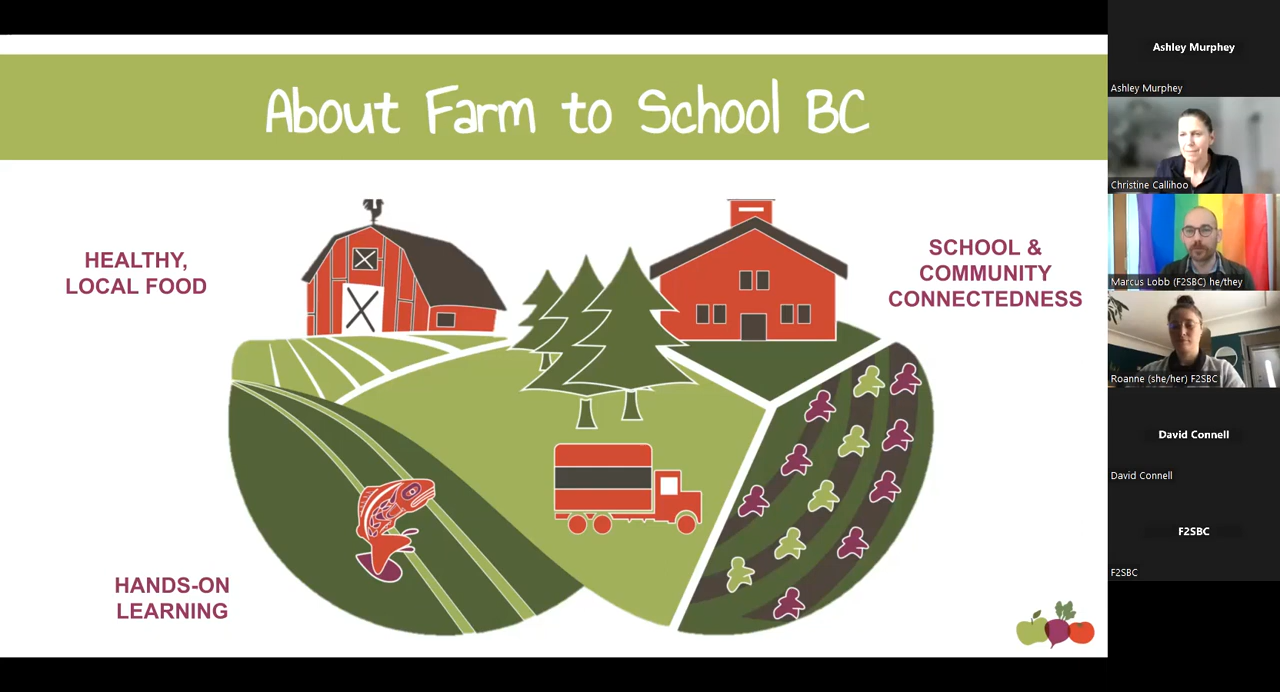 About Farm to School BC
HEALTHY,
LOCAL FOOD
SCHOOL &
COMMUNITY
CONNECTEDNESS
HANDS-ON
LEARNING
Ashley Murphey
Ashley Murphey
Christine Callihoo
Marcus Lobb (F2SBC) he/they
Roanne (she/her) F2SBC
David Connell
David Connell
F2SBC
F2SBC